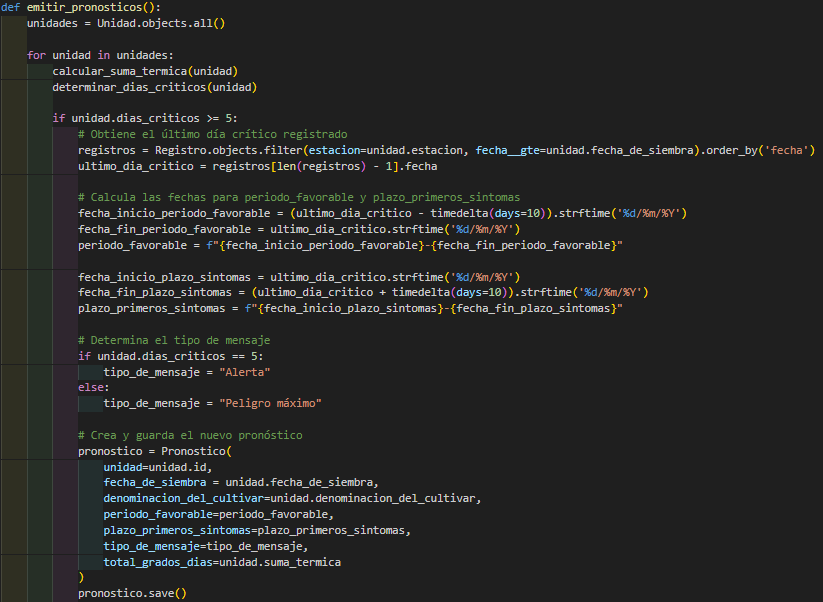 def emitir_pronosticos():
    unidades = Unidad.objects.all()

    for unidad in unidades:
        calcular_suma_termica(unidad)
        determinar_dias_criticos(unidad)

        if unidad.dias_criticos >= 5:
            # Obtiene el último día crítico registrado
            registros = Registro.objects.filter(estacion=unidad.estacion, fecha__gte=unidad.fecha_de_siembra).order_by('fecha')
            ultimo_dia_critico = registros[len(registros) - 1].fecha

            # Calcula las fechas para periodo_favorable y plazo_primeros_sintomas
            fecha_inicio_periodo_favorable = (ultimo_dia_critico - timedelta(days=10)).strftime('%d/%m/%Y')
            fecha_fin_periodo_favorable = ultimo_dia_critico.strftime('%d/%m/%Y')
            periodo_favorable = f"{fecha_inicio_periodo_favorable}-{fecha_fin_periodo_favorable}"

            fecha_inicio_plazo_sintomas = ultimo_dia_critico.strftime('%d/%m/%Y')
            fecha_fin_plazo_sintomas = (ultimo_dia_critico + timedelta(days=10)).strftime('%d/%m/%Y')
            plazo_primeros_sintomas = f"{fecha_inicio_plazo_sintomas}-{fecha_fin_plazo_sintomas}"

            # Determina el tipo de mensaje
            if unidad.dias_criticos == 5:
                tipo_de_mensaje = "Alerta"
            else:
                tipo_de_mensaje = "Peligro máximo"

            # Crea y guarda el nuevo pronóstico
            pronostico = Pronostico(
                unidad=unidad.id,
                fecha_de_siembra = unidad.fecha_de_siembra,
                denominacion_del_cultivar=unidad.denominacion_del_cultivar,
                periodo_favorable=periodo_favorable,
                plazo_primeros_sintomas=plazo_primeros_sintomas,
                tipo_de_mensaje=tipo_de_mensaje,
                total_grados_dias=unidad.suma_termica
            )
            pronostico.save()